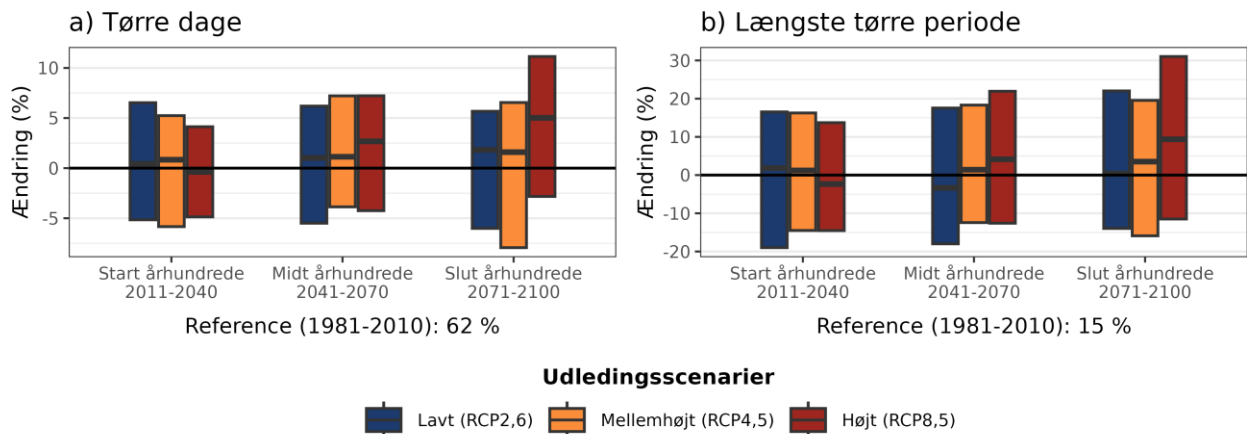 a) Tørre dage
Ændring (%)
10
5
0
-5
Start århundrede
2011-2040
Midt århundrede
2041-2070
Slut århundrede
2071-2100
Reference (1981-2010): 62 %
b) Længste tørre periode
Ændring (%)
30
20
10
0
-10
-20
Start århundrede
2011-2040
Midt århundrede
2041-2070
Slut århundrede
2071-2100
Reference (1981-2010): 15 %
Udledingsscenarier
Lavt (RCP2,6)
Mellemhøjt (RCP4,5)
Højt (RCP8,5)